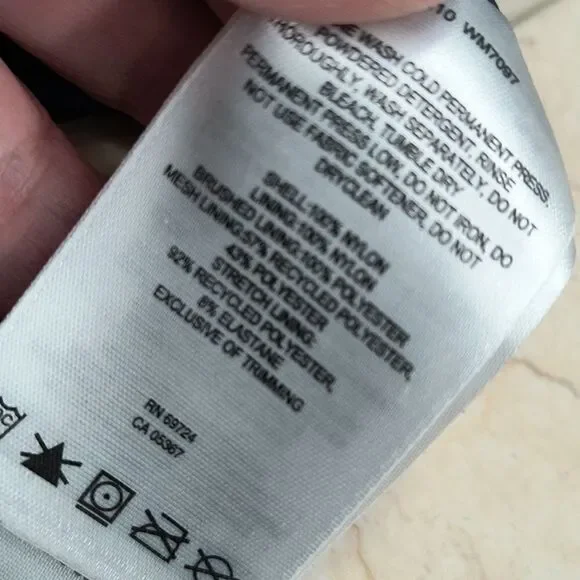 10 WM7097
WASH COLD PERMANENT PRESS.
POWDERED DETERGENT, RINSE
THOROUGHLY, WASH SEPARATELY, DO NOT
BLEACH, TUMBLE DRY
PERMANENT PRESS LOW, DO NOT IRON, DO
NOT USE FABRIC SOFTENER, DO NOT
DRYCLEAN
SHELL:100% NYLON
LINING:100% NYLON
BRUSHED LINING:100% POLYESTER
MESH LINING:57% RECYCLED POLYESTER,
43% POLYESTER
STRETCH LINING:
92% RECYCLED POLYESTER,
8% ELASTANE
EXCLUSIVE OF TRIMMING
RN 69724
CA 05367